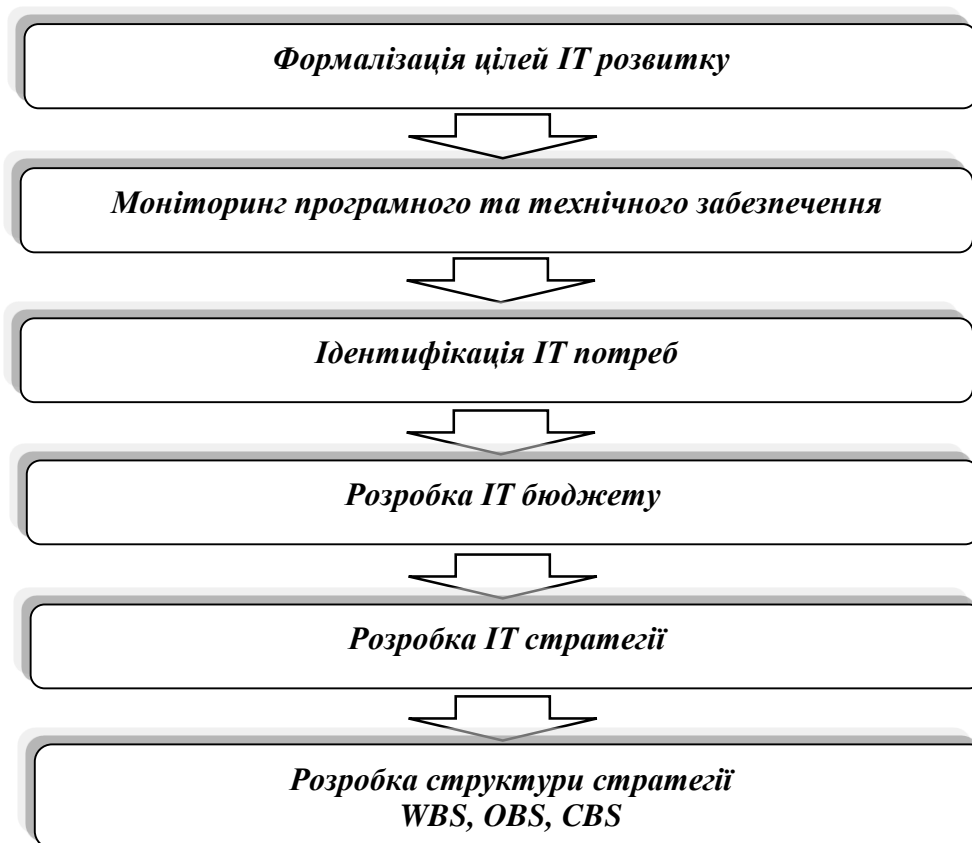 Формалізація цілей ІТ розвитку
Моніторинг програмного та технічного забезпечення
Ідентифікація ІТ потреб
Розробка ІТ бюджету
Розробка ІТ стратегії
Розробка структури стратегії
WBS, OBS, CBS